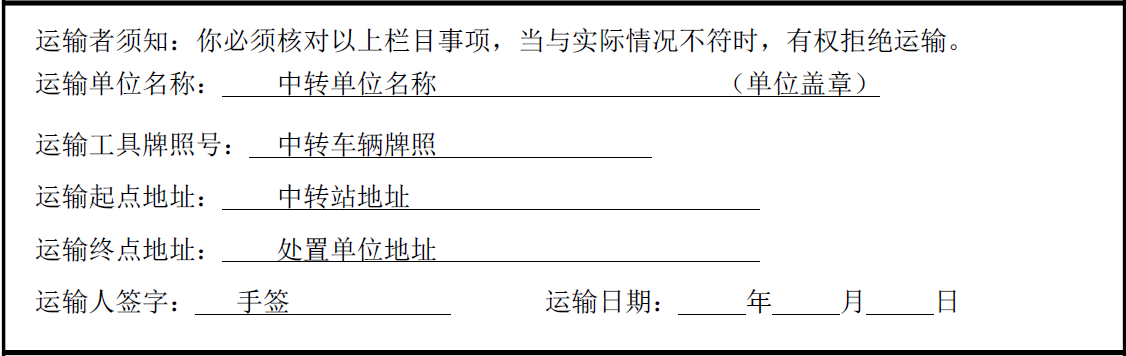 运输者须知：你必须核对以上栏目事项，当与实际情况不符时，有权拒绝运输。
运输单位名称： 中转单位名称 （单位盖章）
运输工具牌照号： 中转车辆牌照
运输起点地址： 中转站地址
运输终点地址： 处置单位地址
运输人签字： 手签 运输日期： 年 月 日